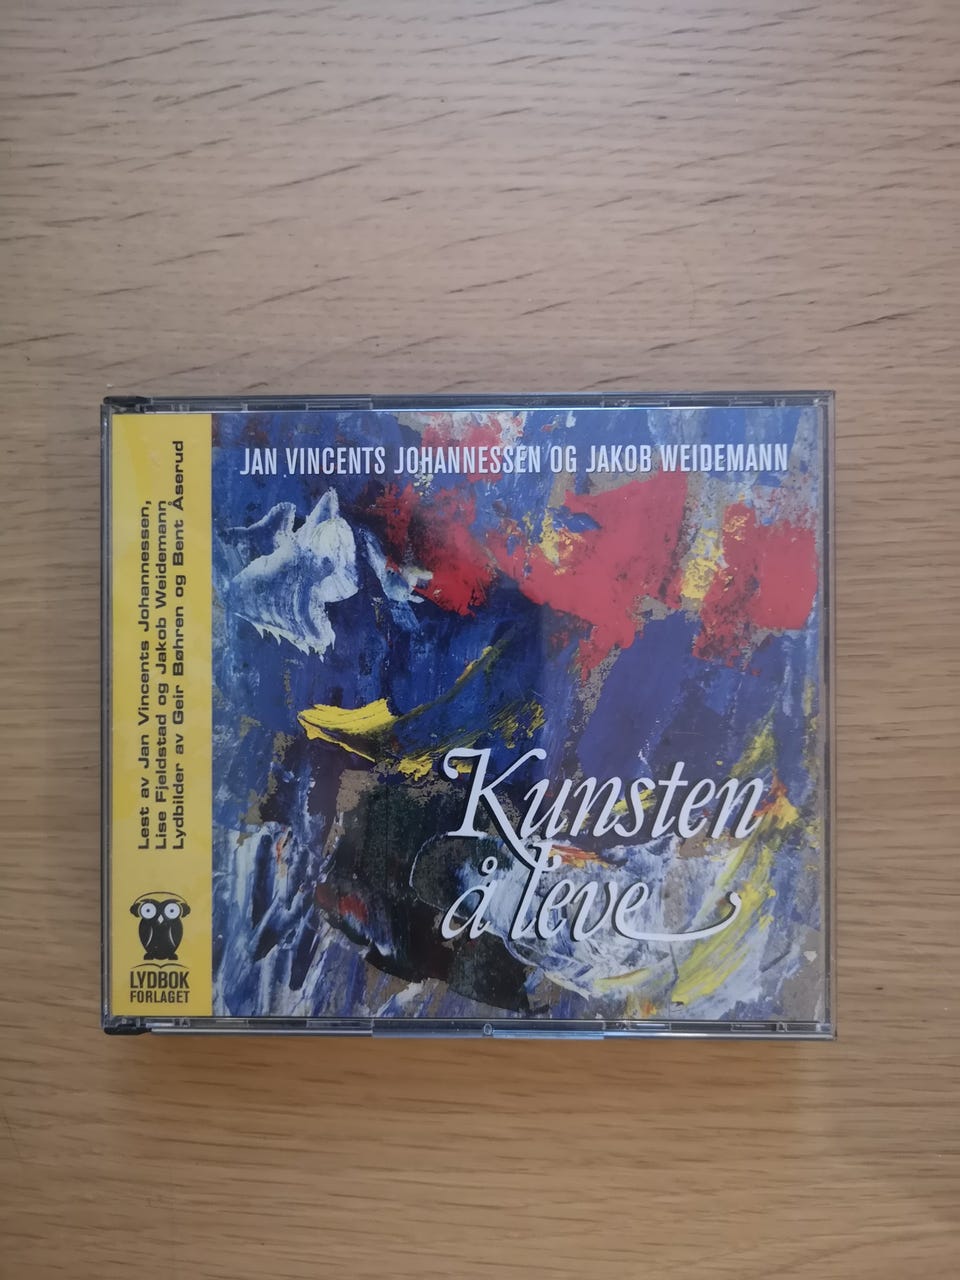 JAN VINCENTS JOHANNESSEN OG JAKOB WEIDEMANN
Kunsten
å leve
Lest av Jan Vincents Johannessen,
Lise Fjeldstad og Jakob Weidemann
Lydbilder av Geir Bøhren og Bent Åserud
LYDBOK
FORLAGET